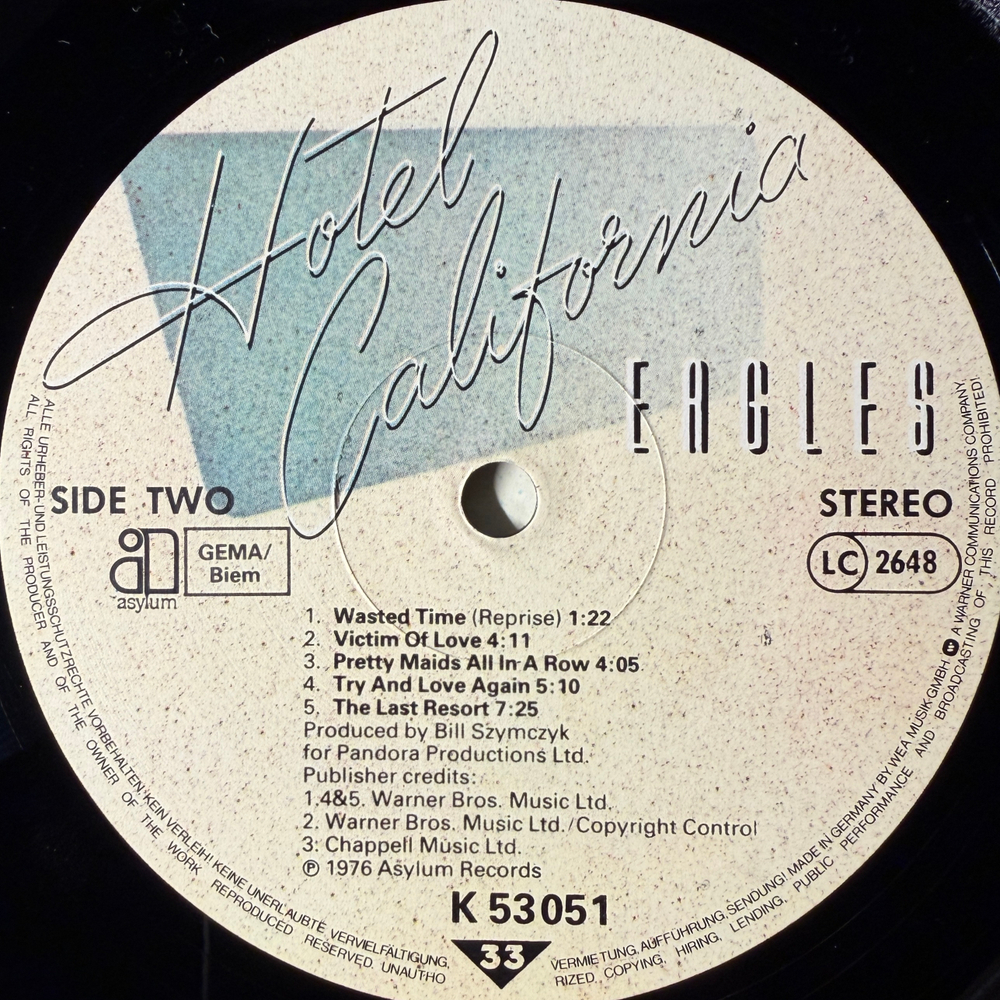 Hotel
California
EAGLES
SIDE TWO
STEREO
asylum
GEMA/
Biem
LC 2648
1. Wasted Time (Reprise) 1:22
2. Victim Of Love 4:11
3. Pretty Maids All In A Row 4:05
4. Try And Love Again 5:10
5. The Last Resort 7:25
Produced by Bill Szymczyk
for Pandora Productions Ltd.
Publisher credits:
1.4&5. Warner Bros. Music Ltd.
2. Warner Bros. Music Ltd./Copyright Control
3: Chappell Music Ltd.
℗ 1976 Asylum Records
K 53051
33
ALLE URHEBER- UND LEISTUNGSSCHUTZRECHTE VORBEHALTEN! KEIN VERLEIH! KEINE UNERLAUBTE VERVIELFÄLTIGUNG, VERMIETUNG, AUFFÜHRUNG, SENDUNG! MADE IN GERMANY BY WEA MUSIK GMBH A WARNER COMMUNICATIONS COMPANY.
ALL RIGHTS OF THE PRODUCER AND OF THE OWNER OF THE WORK REPRODUCED RESERVED. UNAUTHORIZED, COPYING, HIRING, LENDING, PUBLIC PERFORMANCE AND BROADCASTING OF THIS RECORD PROHIBITED!